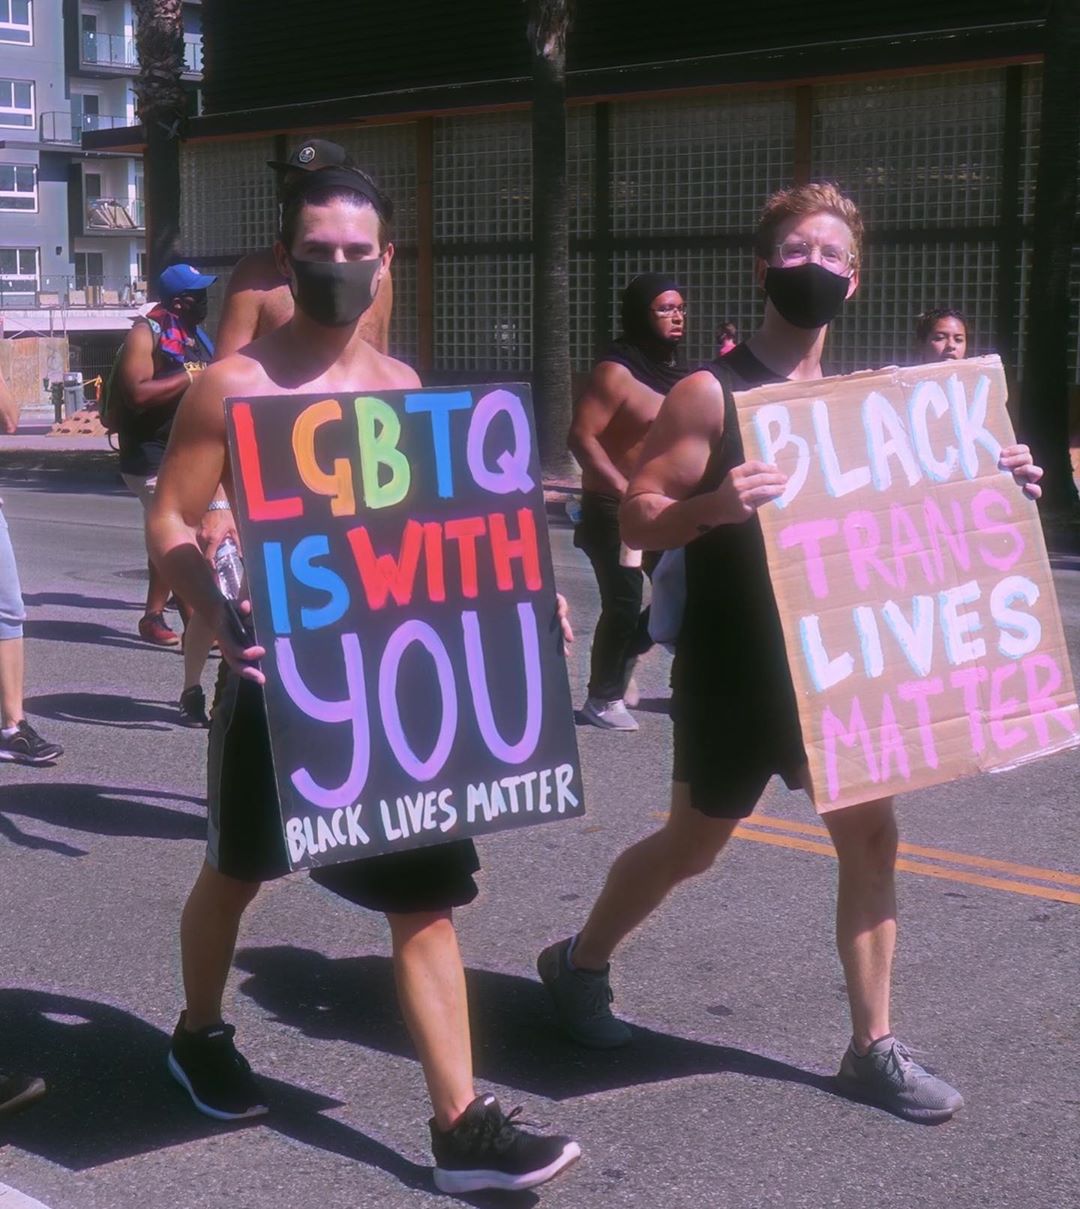 LGBTQ
IS WITH
YOU
BLACK LIVES MATTER
BLACK
TRANS
LIVES
MATTER